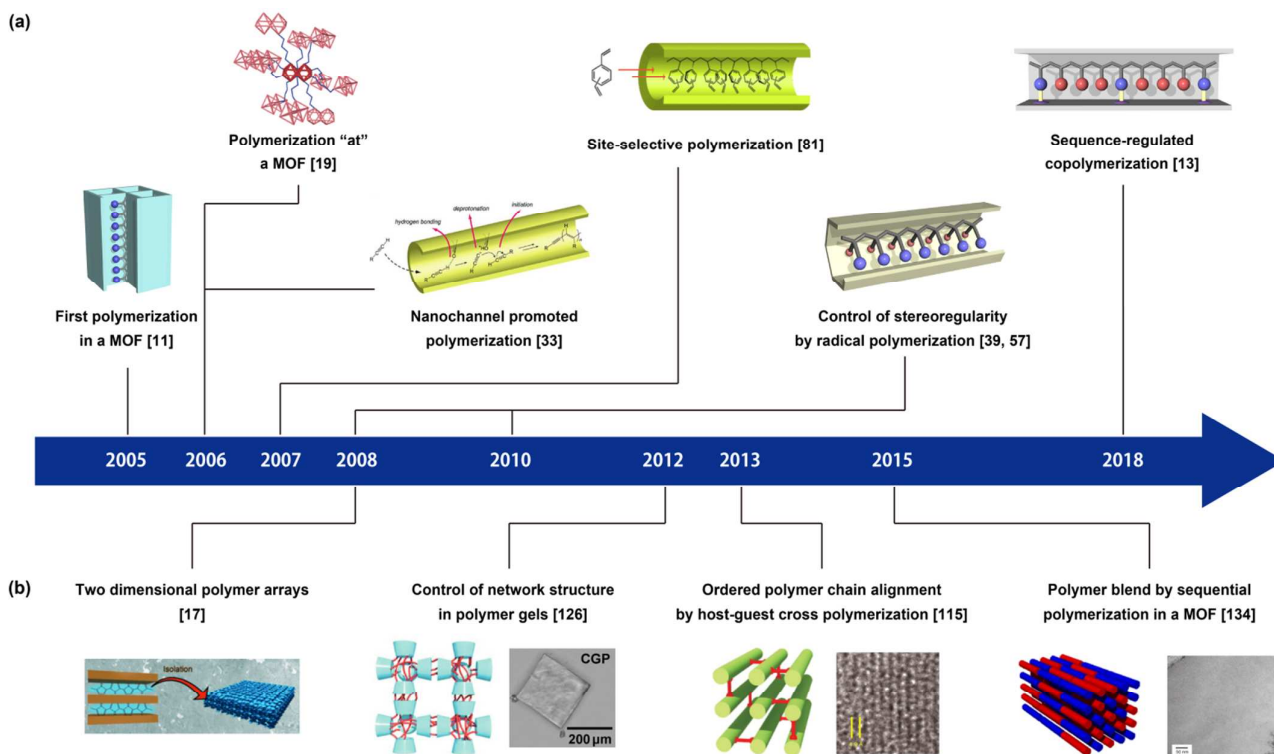 (a)
Polymerization “at”
a MOF [19]
Site-selective polymerization [81]
Sequence-regulated
copolymerization [13]
hydrogen bonding
deprotonation
initiation
First polymerization
in a MOF [11]
Nanochannel promoted
polymerization [33]
Control of stereoregularity
by radical polymerization [39, 57]
2005 2006 2007 2008 2010 2012 2013 2015 2018
(b)
Two dimensional polymer arrays
[17]
Control of network structure
in polymer gels [126]
Ordered polymer chain alignment
by host-guest cross polymerization [115]
Polymer blend by sequential
polymerization in a MOF [134]
Isolation
CGP
200 μm